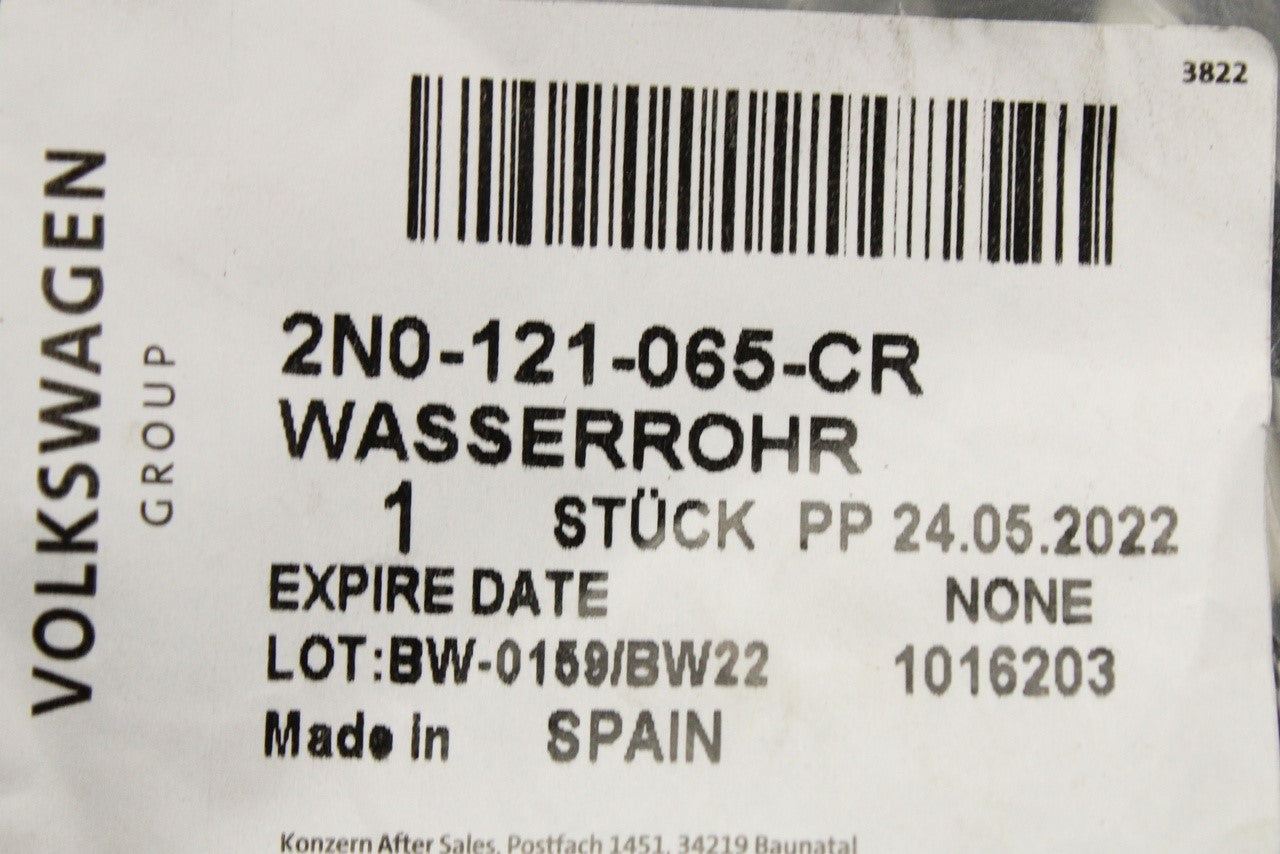 3822
VOLKSWAGEN
GROUP
2N0-121-065-CR
WASSERROHR
1 STÜCK PP 24.05.2022
EXPIRE DATE NONE
LOT:BW-0159/BW22 1016203
Made in SPAIN
Konzern After Sales, Postfach 1451, 34219 Baunatal